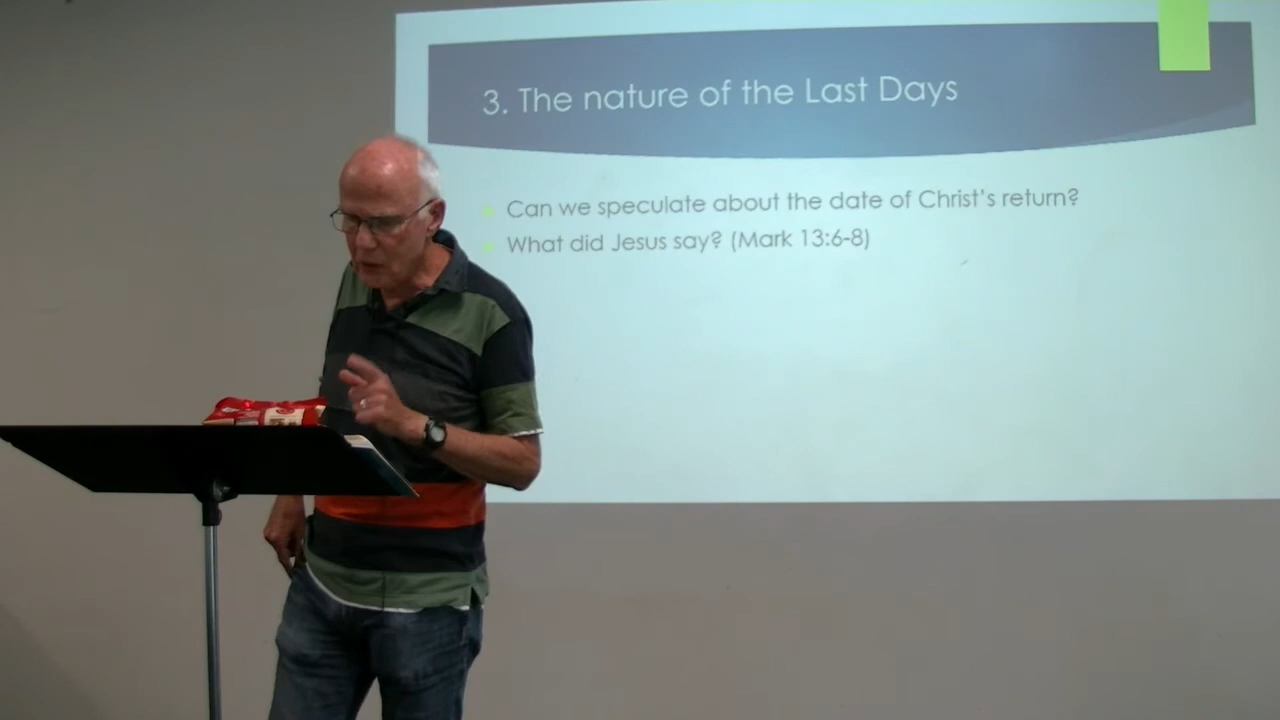 3. The nature of the Last Days
Can we speculate about the date of Christ's return?
What did Jesus say? (Mark 13:6-8)